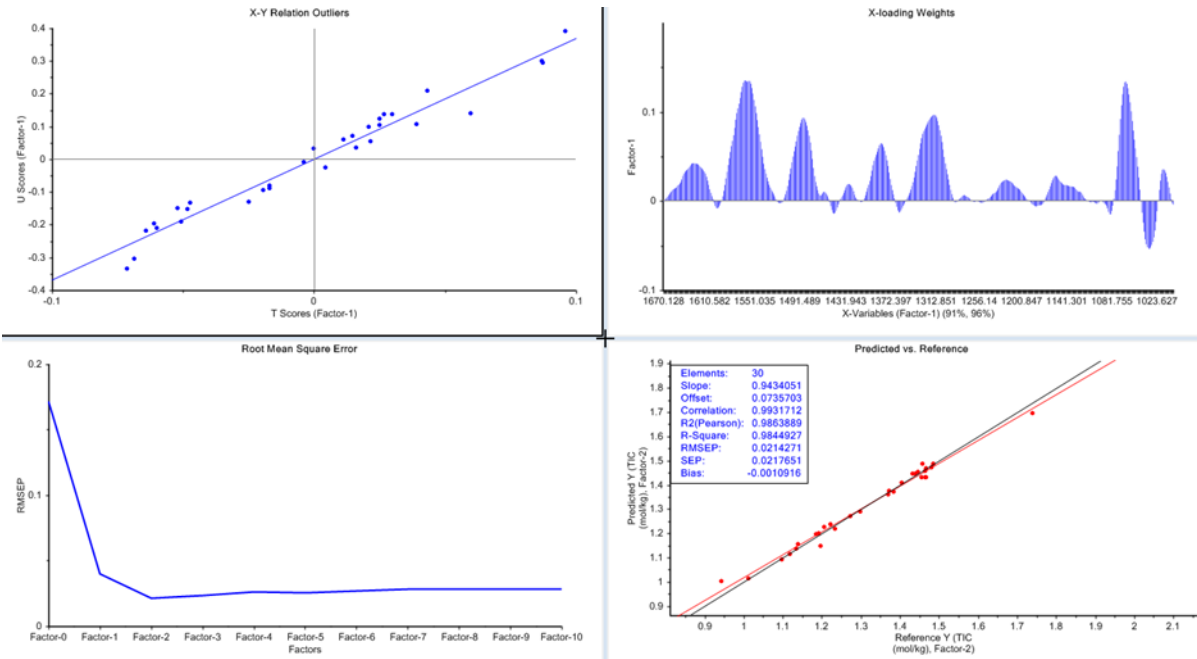 X-Y Relation Outliers
0.4
0.3
0.2
0.1
0
-0.1
-0.2
-0.3
-0.4
U Scores (Factor-1)
-0.1 0 0.1
T Scores (Factor-1)
X-loading Weights
0.1
0
-0.1
Factor-1
1670.128 1610.582 1551.035 1491.489 1431.943 1372.397 1312.851 1256.14 1200.847 1141.301 1081.755 1023.627
X-Variables (Factor-1) (91%, 96%)
Root Mean Square Error
0.2
0.1
0
RMSEP
Factor-0 Factor-1 Factor-2 Factor-3 Factor-4 Factor-5 Factor-6 Factor-7 Factor-8 Factor-9 Factor-10
Factors
Predicted vs. Reference
Elements: 30
Slope: 0.9434051
Offset: 0.0735703
Correlation: 0.9931712
R2(Pearson): 0.9863889
R-Square: 0.9844927
RMSEP: 0.0214271
SEP: 0.0217651
Bias: -0.0010916
1.9
1.8
1.7
1.6
1.5
1.4
1.3
1.2
1.1
1
0.9
Predicted Y (TIC
(mol/kg), Factor-2)
0.9 1 1.1 1.2 1.3 1.4 1.5 1.6 1.7 1.8 1.9 2 2.1
Reference Y (TIC
(mol/kg), Factor-2)